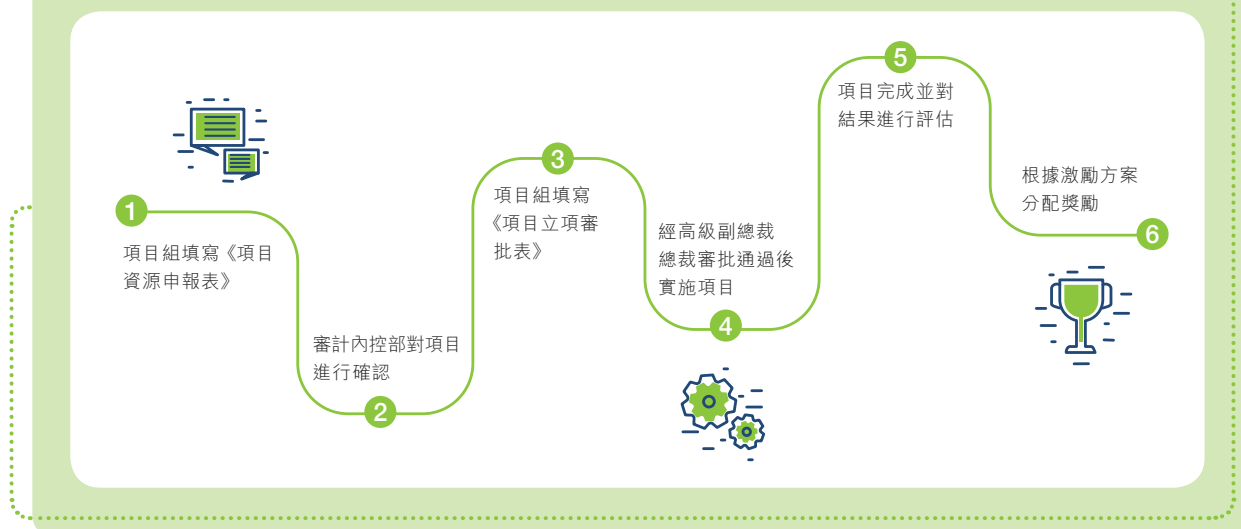 1
項目組填寫《項目
資源申報表》
2
審計內控部對項目
進行確認
3
項目組填寫
《項目立項審
批表》
4
經高級副總裁
總裁審批通過後
實施項目
5
項目完成並對
結果進行評估
6
根據激勵方案
分配獎勵